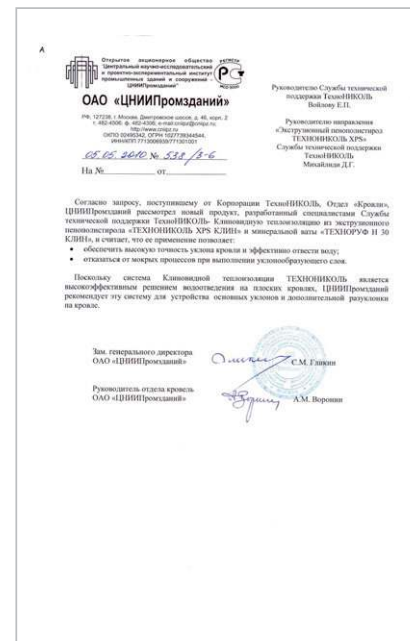 А
Открытое акционерное общество
"Центральный научно-исследовательский
и проектно-экспериментальный институт
промышленных зданий и сооружений –
ЦНИИПромзданий"
ОАО «ЦНИИПромзданий»
РФ, 127238, г. Москва, Дмитровское шоссе, д. 46, корп. 2
05.05.2010 № 533 /3-6
На № от
Руководителю Службы технической
поддержки ТехноНИКОЛЬ
Войлову Е.П.
Руководителю направления
«Экструзионный пенополистирол
ТЕХНОНИКОЛЬ XPS»
Службы технической поддержки
ТехноНИКОЛЬ
Михайлиди Д.Г.
Согласно запросу, поступившему от Корпорации ТехноНИКОЛЬ, Отдел «Кровли»,
ЦНИИПромзданий рассмотрел новый продукт, разработанный специалистами Службы
технической поддержки ТехноНИКОЛЬ- Клиновидную теплоизоляцию из экструзионного
пенополистирола «ТЕХНОНИКОЛЬ XPS КЛИН» и минеральной ваты «ТЕХНОРУФ Н 30
КЛИН», и считает, что ее применение позволяет:
• обеспечить высокую точность уклона кровли и эффективно отвести воду;
• отказаться от мокрых процессов при выполнении уклонообразующего слоя.
Поскольку система Клиновидной теплоизоляции ТЕХНОНИКОЛЬ является
высокоэффективным решением водоотведения на плоских кровлях, ЦНИИПромзданий
рекомендует эту систему для устройства основных уклонов и дополнительной разуклонки
на кровле.
Зам. генерального директора
ОАО «ЦНИИПромзданий» С.М. Гликин
Руководитель отдела кровель
ОАО «ЦНИИПромзданий» А.М. Воронин